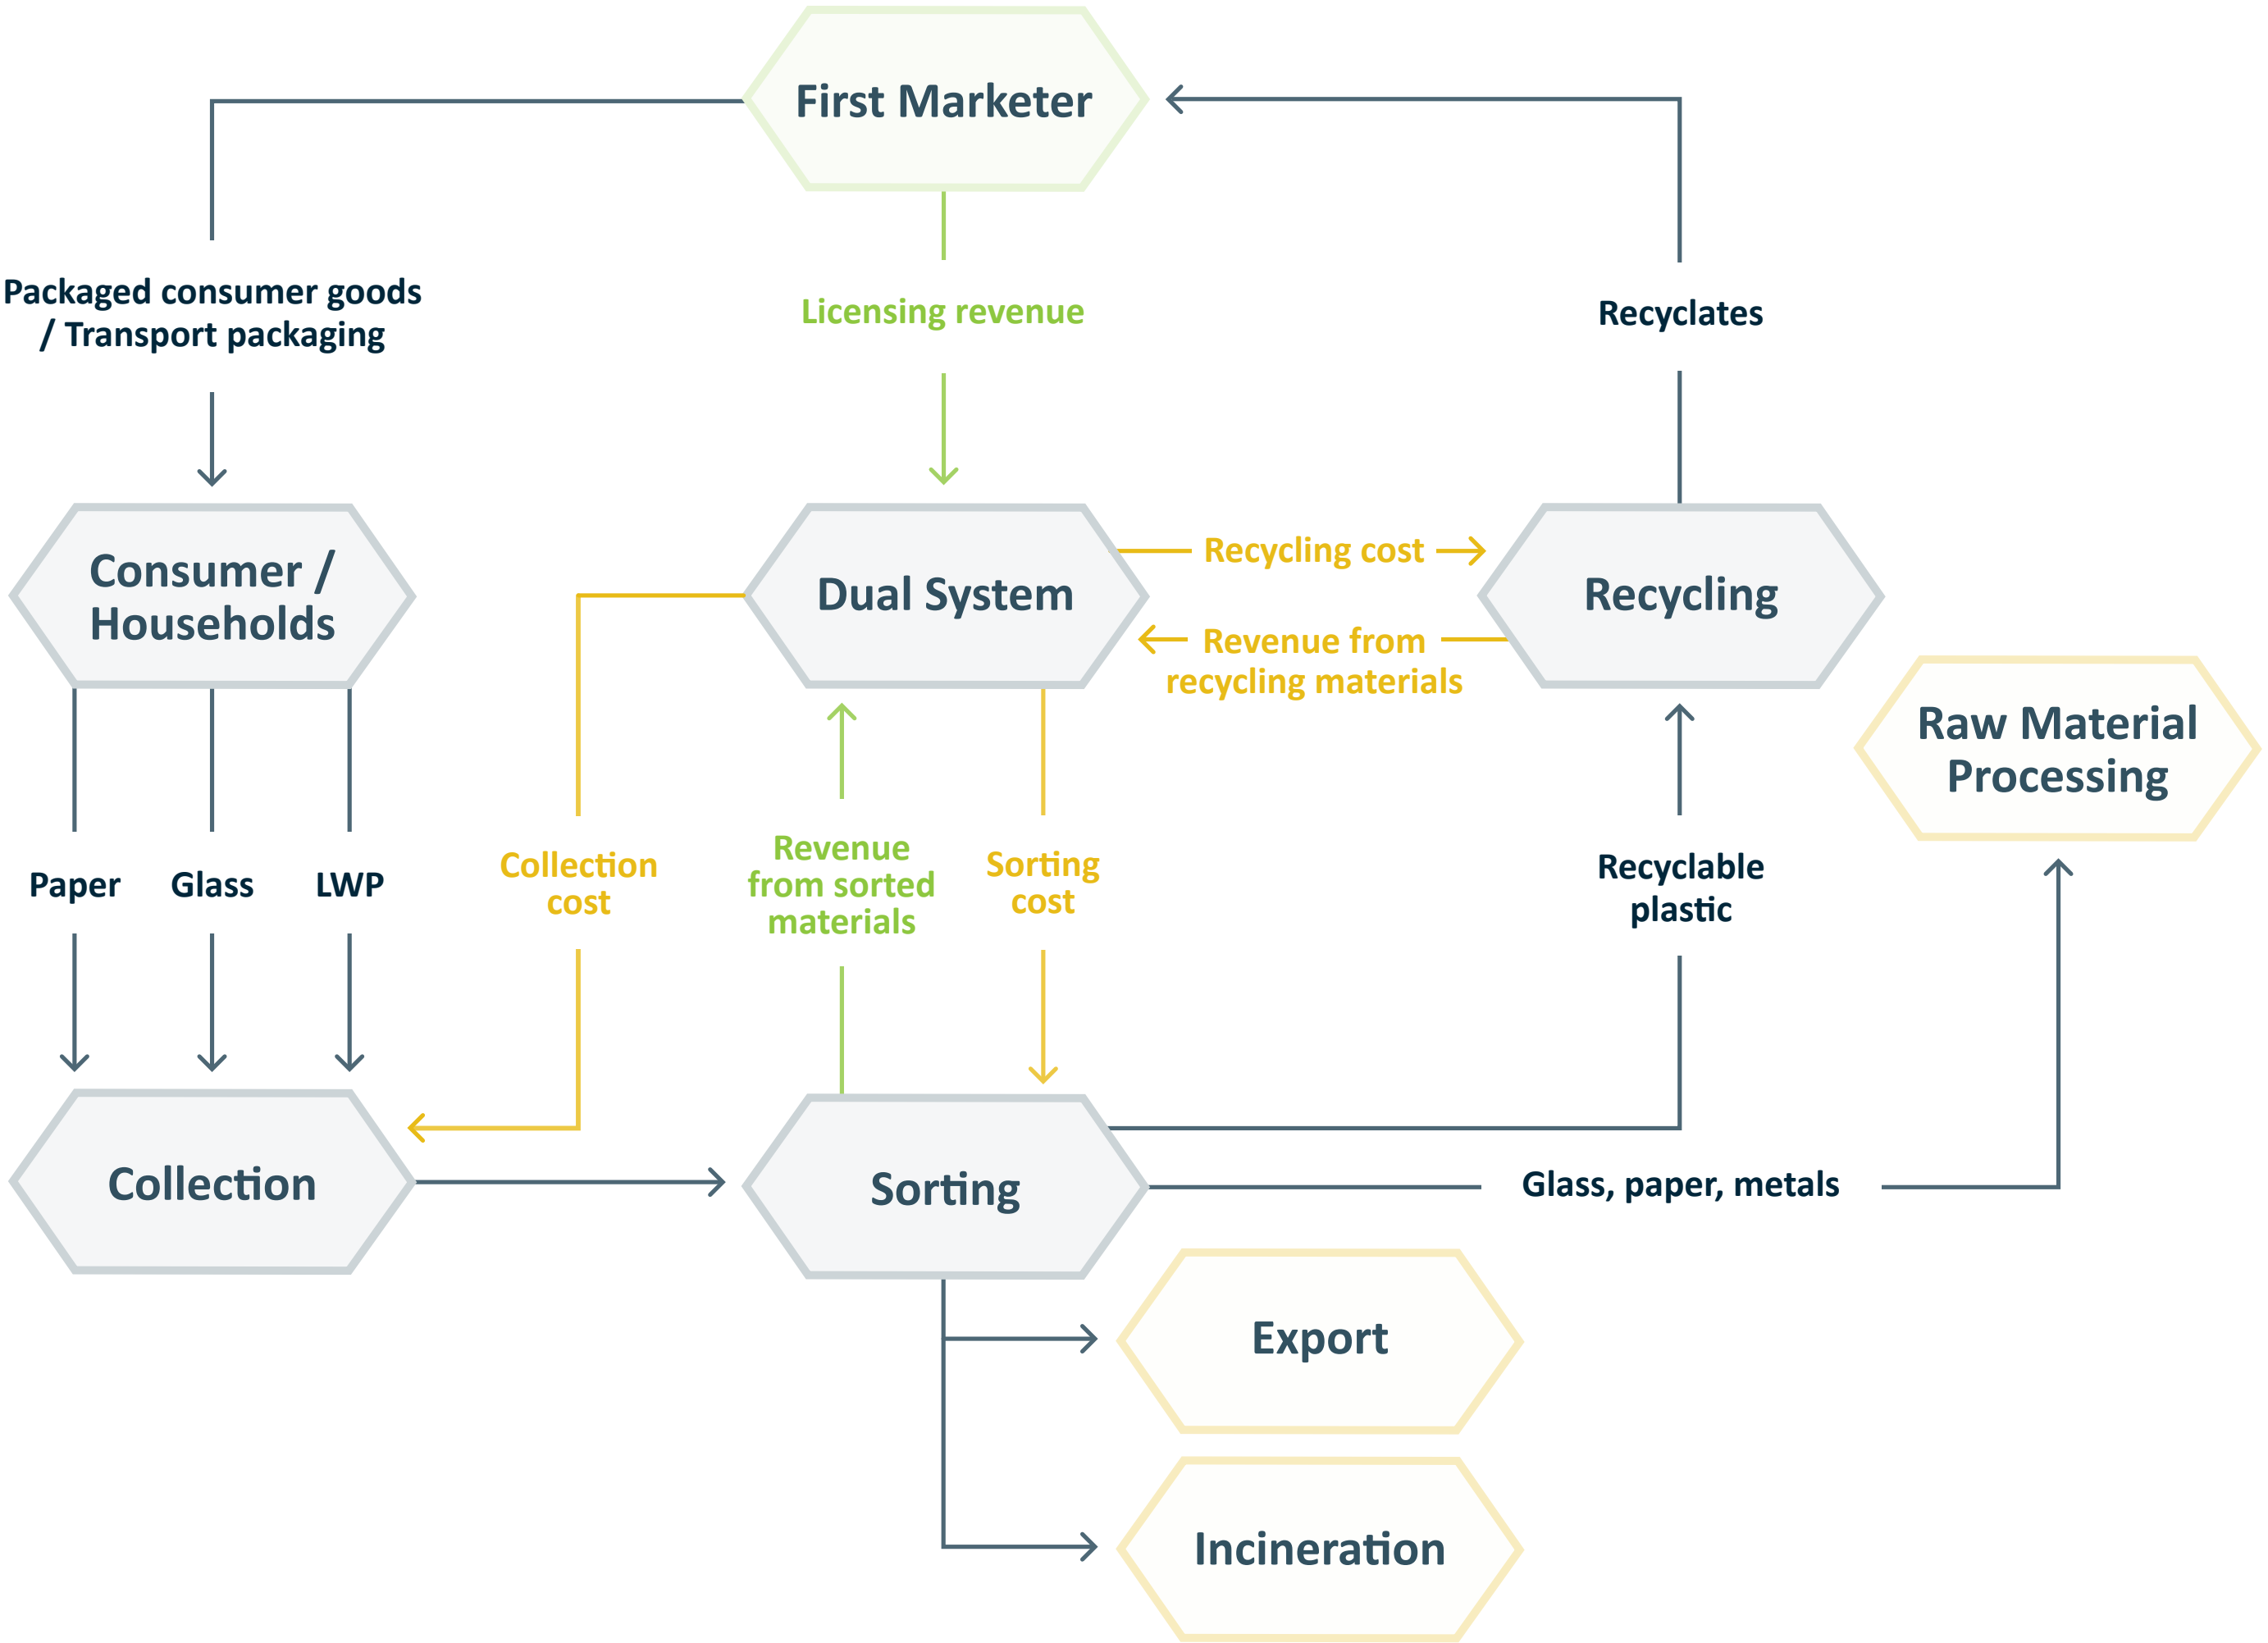 First Marketer
Packaged consumer goods
/ Transport packaging
Licensing revenue
Recyclates
Consumer /
Households
Dual System
Recycling cost
Revenue from
recycling materials
Recycling
Raw Material
Processing
Paper
Glass
LWP
Collection
cost
Revenue
from sorted
materials
Sorting
cost
Recyclable
plastic
Collection
Sorting
Glass, paper, metals
Export
Incineration